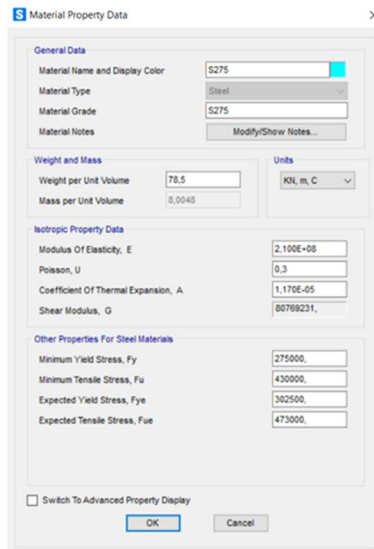 S Material Property Data
General Data
Material Name and Display Color S275
Material Type Steel
Material Grade S275
Material Notes Modify/Show Notes...
Weight and Mass
Weight per Unit Volume 78,5
Mass per Unit Volume 8,0048
Units
KN, m, C
Isotropic Property Data
Modulus Of Elasticity, E 2,100E+08
Poisson, U 0,3
Coefficient Of Thermal Expansion, A 1,170E-05
Shear Modulus, G 80769231,
Other Properties For Steel Materials
Minimum Yield Stress, Fy 275000,
Minimum Tensile Stress, Fu 430000,
Expected Yield Stress, Fye 302500,
Expected Tensile Stress, Fue 473000,
Switch To Advanced Property Display
OK Cancel